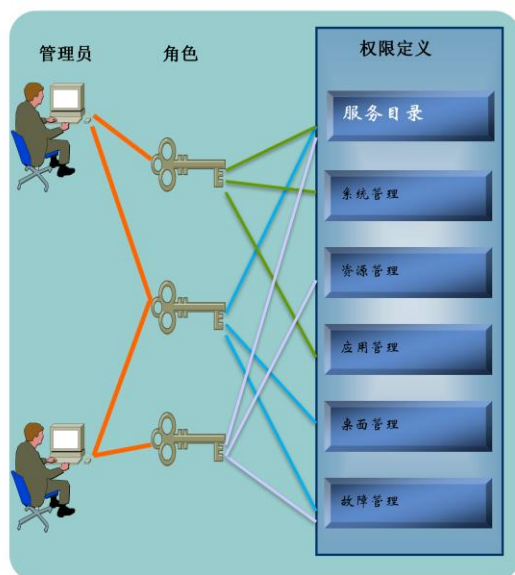 管理员
角色
权限定义
服务目录
系统管理
资源管理
应用管理
桌面管理
故障管理